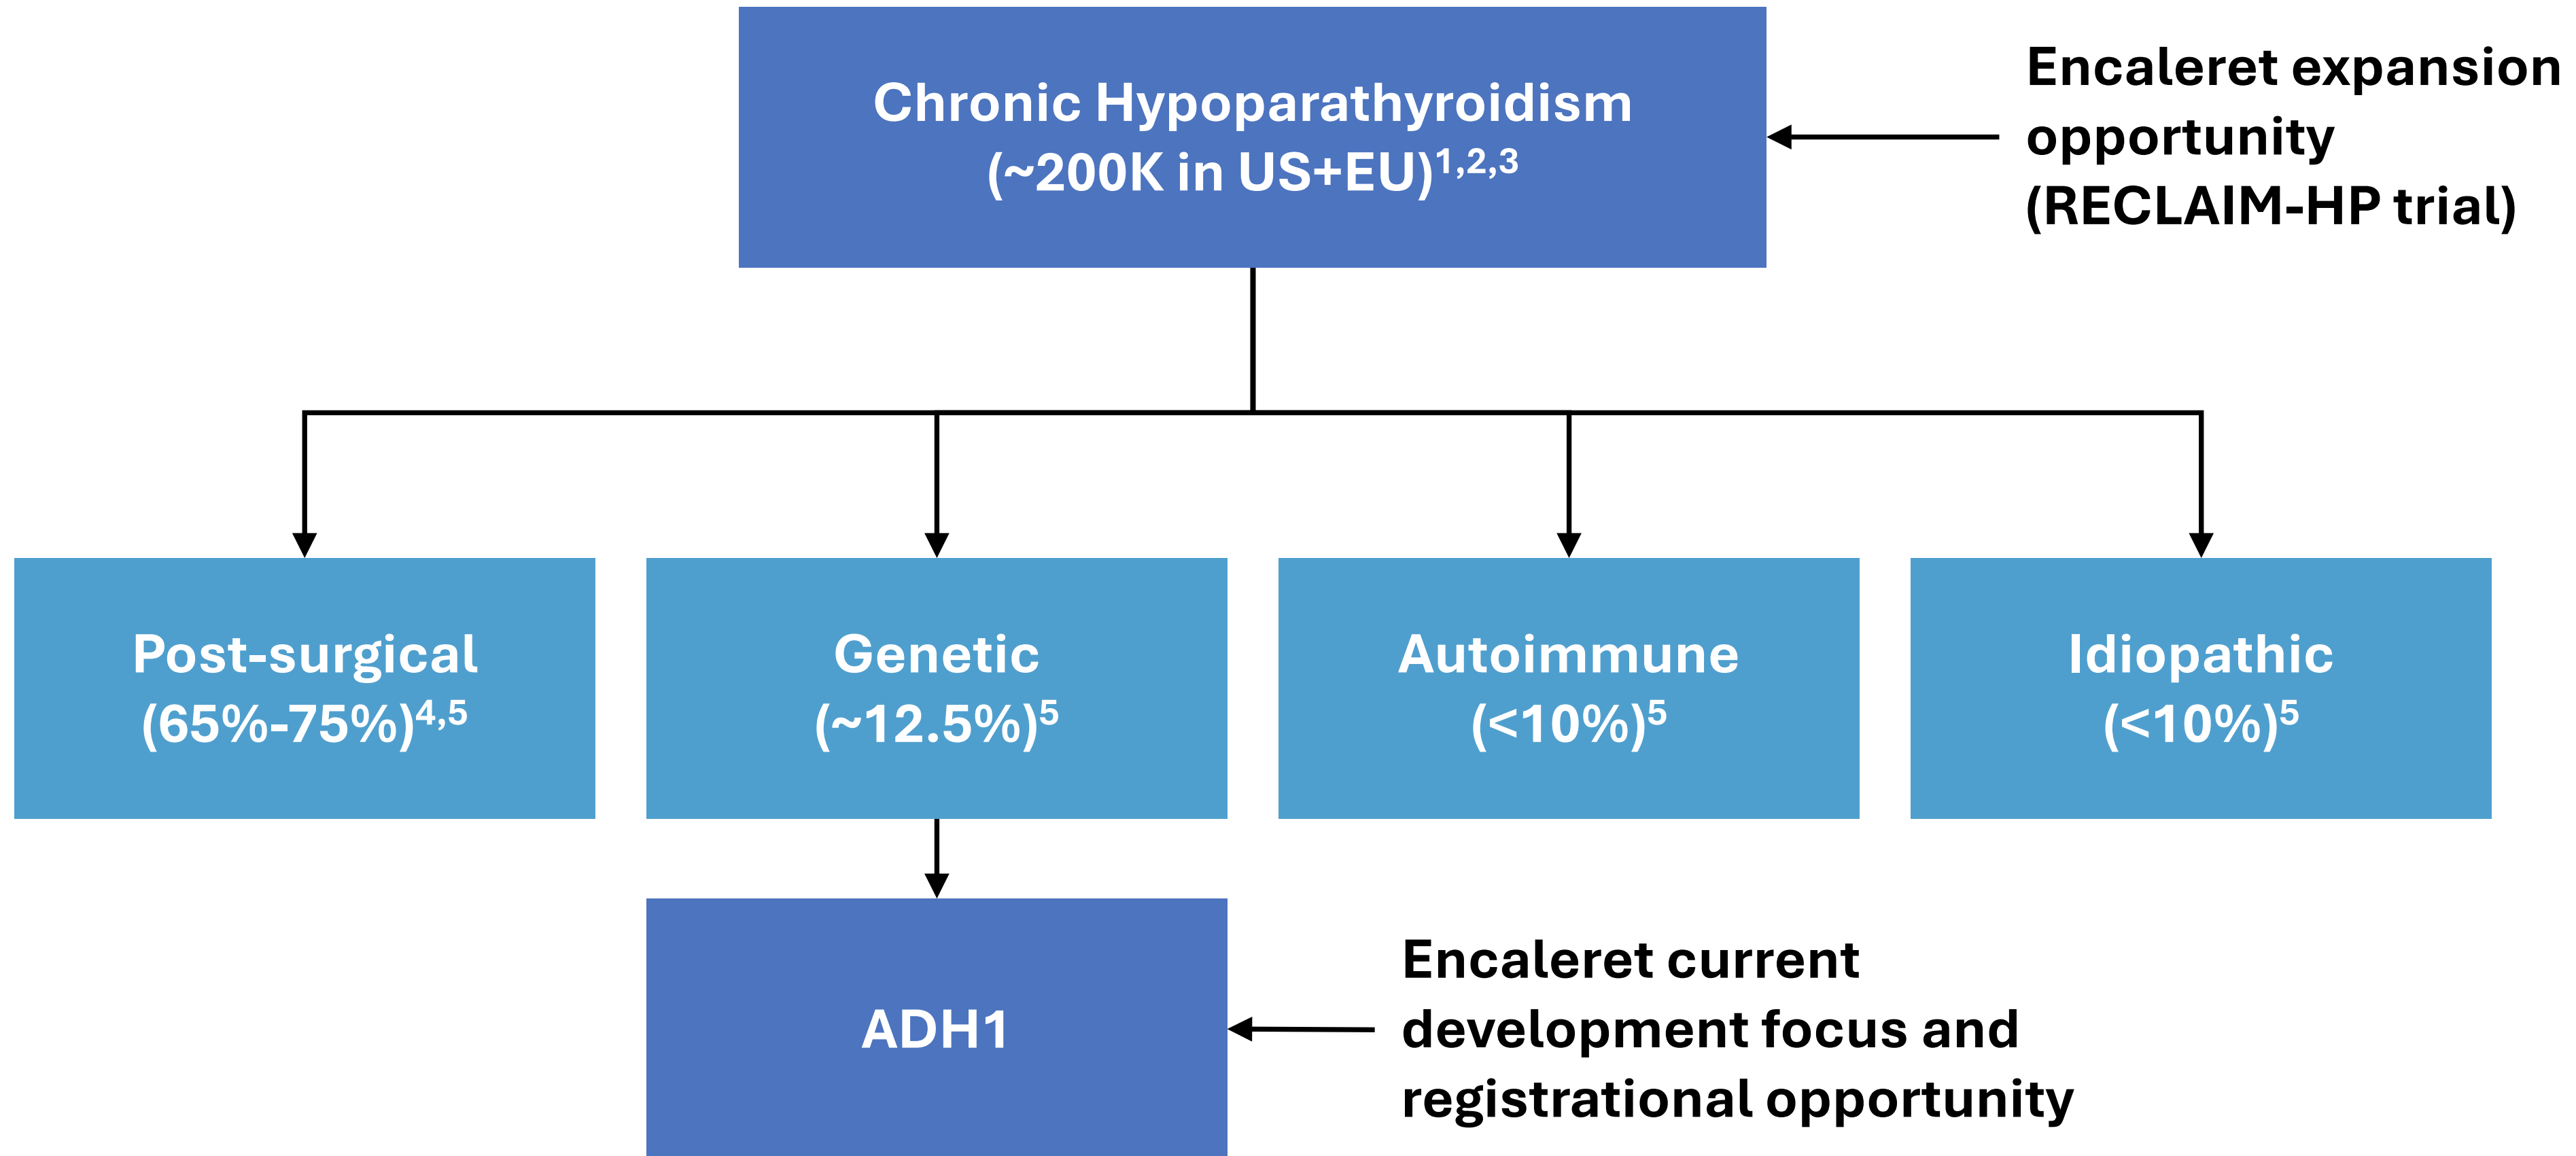 Chronic Hypoparathyroidism
(~200K in US+EU)1,2,3
Encaleret expansion
opportunity
(RECLAIM-HP trial)
Post-surgical
(65%-75%)4,5
Genetic
(~12.5%)5
Autoimmune
(<10%)5
Idiopathic
(<10%)5
ADH1
Encaleret current
development focus and
registrational opportunity